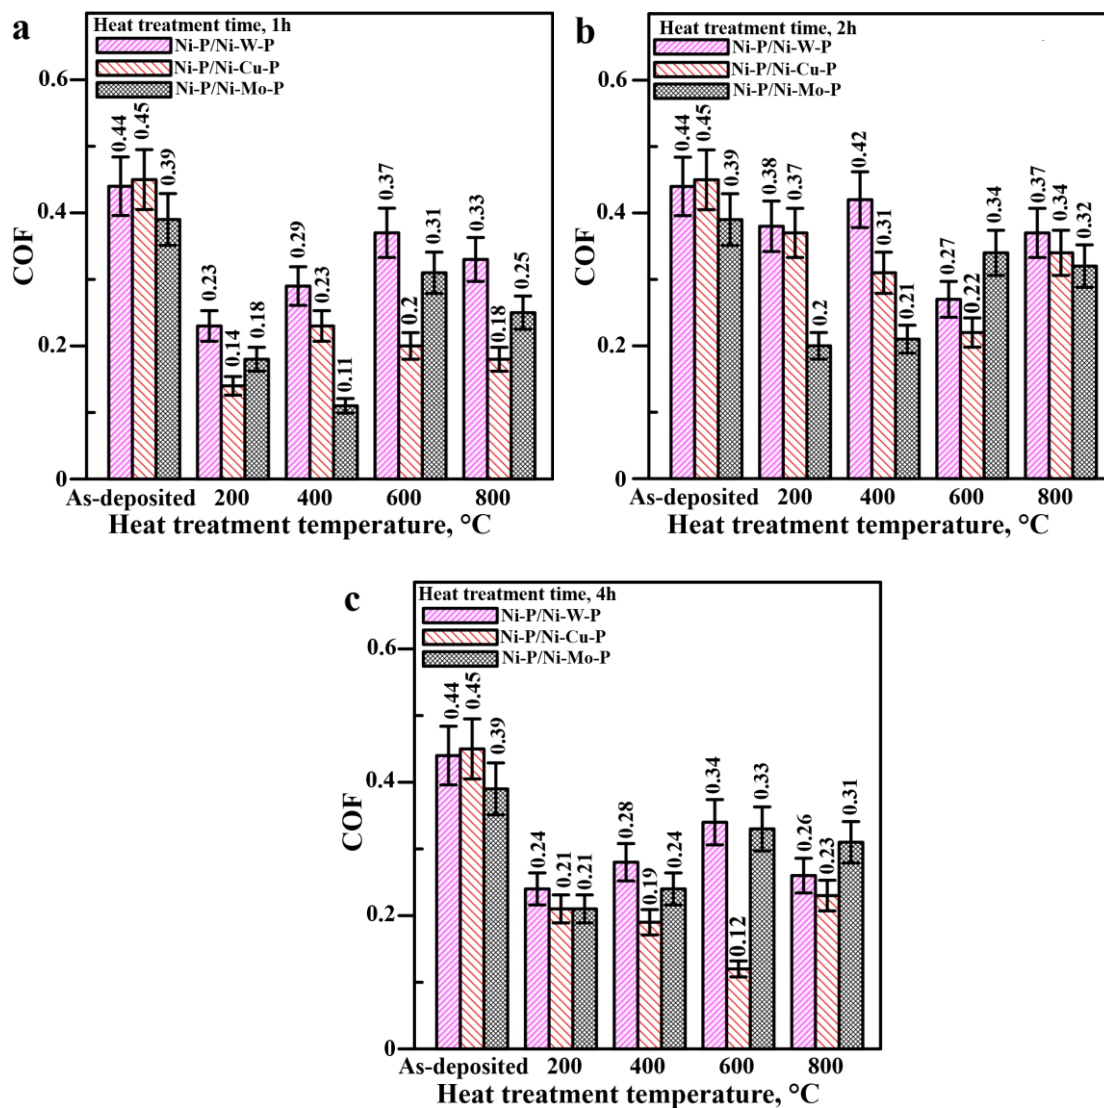 a
Heat treatment time, 1h
Ni-P/Ni-W-P
Ni-P/Ni-Cu-P
Ni-P/Ni-Mo-P
COF
0.6
0.4
0.2
0
0.44
0.45
0.39
0.23
0.14
0.18
0.29
0.23
0.11
0.37
0.2
0.31
0.33
0.18
0.25
As-deposited 200 400 600 800
Heat treatment temperature, °C
b
Heat treatment time, 2h
Ni-P/Ni-W-P
Ni-P/Ni-Cu-P
Ni-P/Ni-Mo-P
COF
0.6
0.4
0.2
0
0.44
0.45
0.39
0.38
0.37
0.2
0.42
0.31
0.21
0.27
0.22
0.34
0.37
0.34
0.32
As-deposited 200 400 600 800
Heat treatment temperature, °C
c
Heat treatment time, 4h
Ni-P/Ni-W-P
Ni-P/Ni-Cu-P
Ni-P/Ni-Mo-P
COF
0.6
0.4
0.2
0
0.44
0.45
0.39
0.24
0.21
0.21
0.28
0.19
0.24
0.34
0.12
0.33
0.26
0.23
0.31
As-deposited 200 400 600 800
Heat treatment temperature, °C